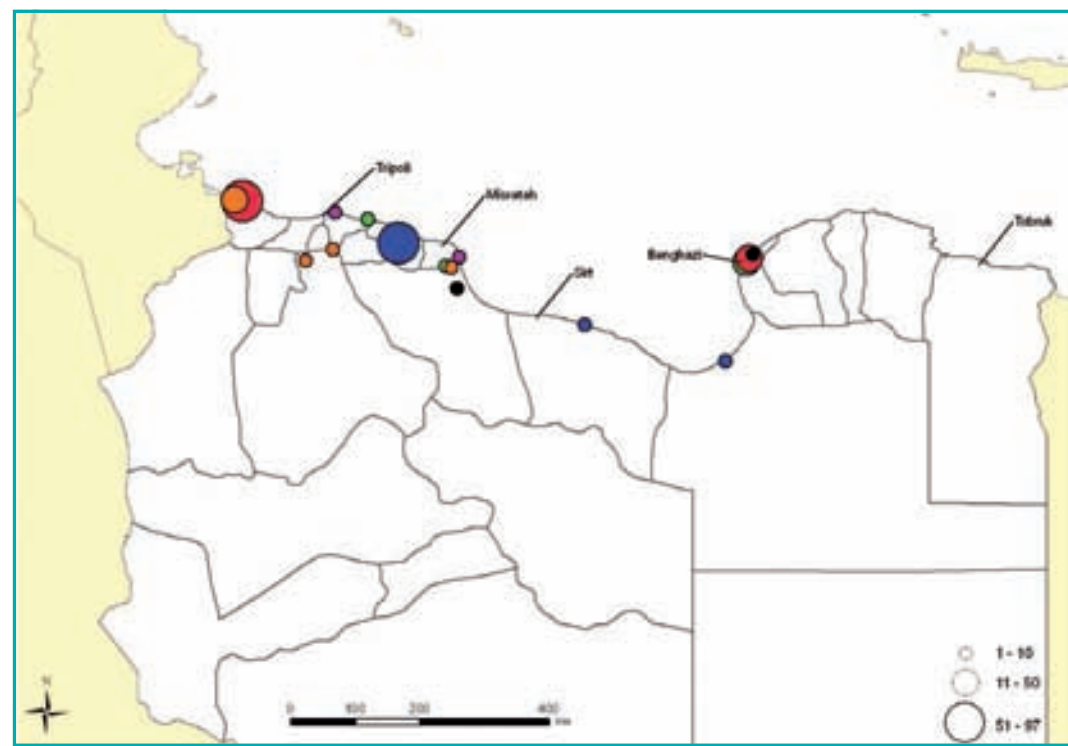 Tripoli
Misratah
Benghazi
Tobruk
Sirt
N
0 100 200 400
1 - 10
11 - 50
51 - 97